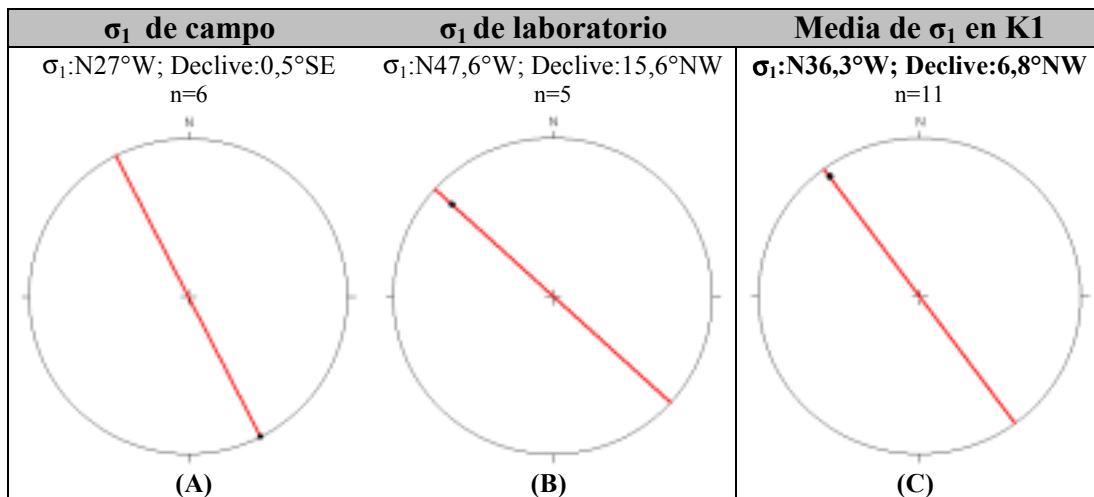 σ₁ de campo
σ₁ de laboratorio
Media de σ₁ en K1
σ₁:N27°W; Declive:0,5°SE
n=6
σ₁:N47,6°W; Declive:15,6°NW
n=5
σ₁:N36,3°W; Declive:6,8°NW
n=11
N
N
N
(A)
(B)
(C)